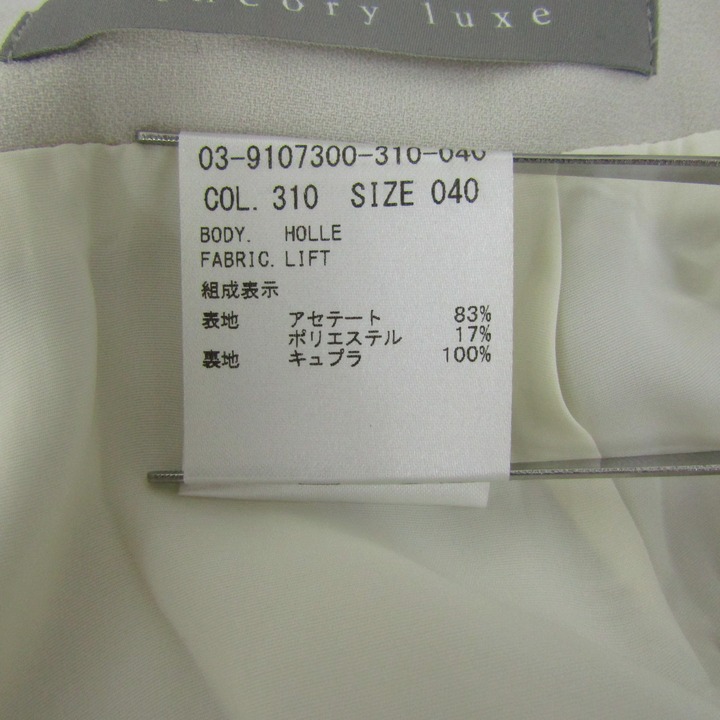 theory luxe
03-9107300-310-040
COL. 310 SIZE 040
BODY. HOLLE
FABRIC. LIFT
組成表示
表地 アセテート 83%
ポリエステル 17%
裏地 キュプラ 100%